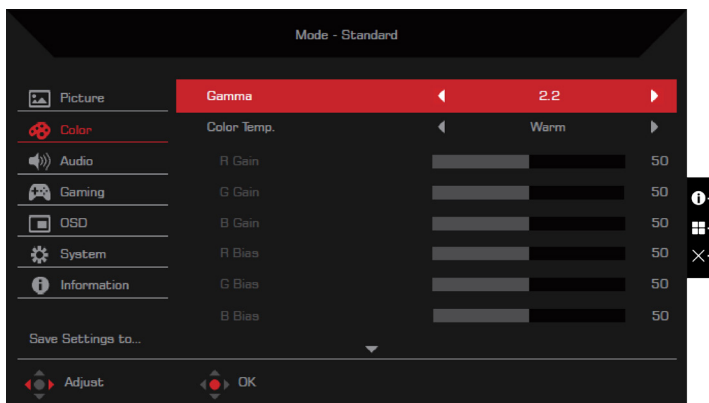 Mode - Standard
Picture
Gamma 2.2
Color
Color Temp. Warm
Audio
R Gain 50
Gaming
G Gain 50
OSD
B Gain 50
System
R Bias 50
Information
G Bias 50
B Bias 50
Save Settings to...
Adjust OK